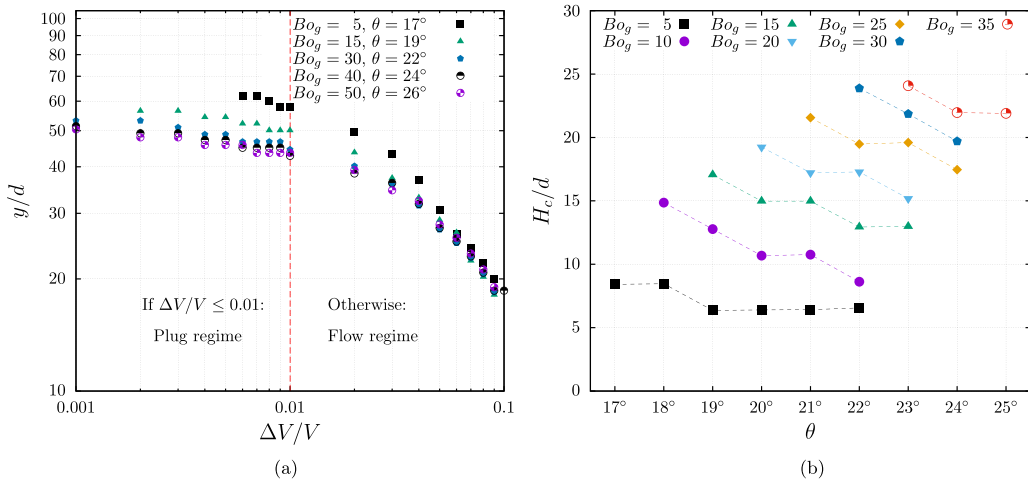 100
90
80
70
60
50
40
30
20
10
y/d
0.001
0.01
0.1
ΔV/V
Bo_g = 5, θ = 17°
Bo_g = 15, θ = 19°
Bo_g = 30, θ = 22°
Bo_g = 40, θ = 24°
Bo_g = 50, θ = 26°
If ΔV/V ≤ 0.01:
Plug regime
Otherwise:
Flow regime
(a)
30
25
20
15
10
5
0
H_c/d
Bo_g = 5
Bo_g = 15
Bo_g = 25
Bo_g = 35
Bo_g = 10
Bo_g = 20
Bo_g = 30
17° 18° 19° 20° 21° 22° 23° 24° 25°
θ
(b)